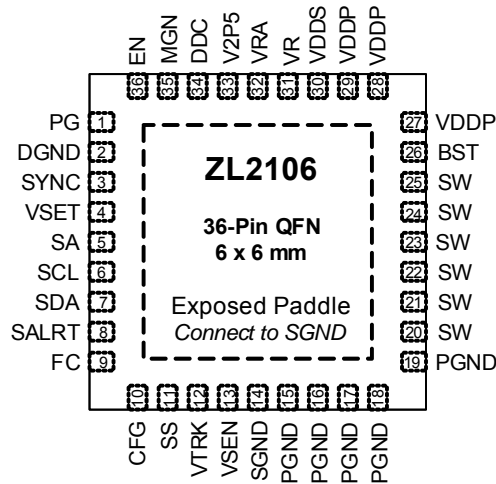 EN
MGN
DDC
V2P5
VRA
VR
VDDS
VDDP
VDDP
36
35
34
33
32
31
30
29
28
PG 1
DGND 2
SYNC 3
VSET 4
SA 5
SCL 6
SDA 7
SALRT 8
FC 9
ZL2106
36-Pin QFN
6 x 6 mm
Exposed Paddle
Connect to SGND
27 VDDP
26 BST
25 SW
24 SW
23 SW
22 SW
21 SW
20 SW
19 PGND
10
11
12
13
14
15
16
17
18
CFG
SS
VTRK
VSEN
SGND
PGND
PGND
PGND
PGND